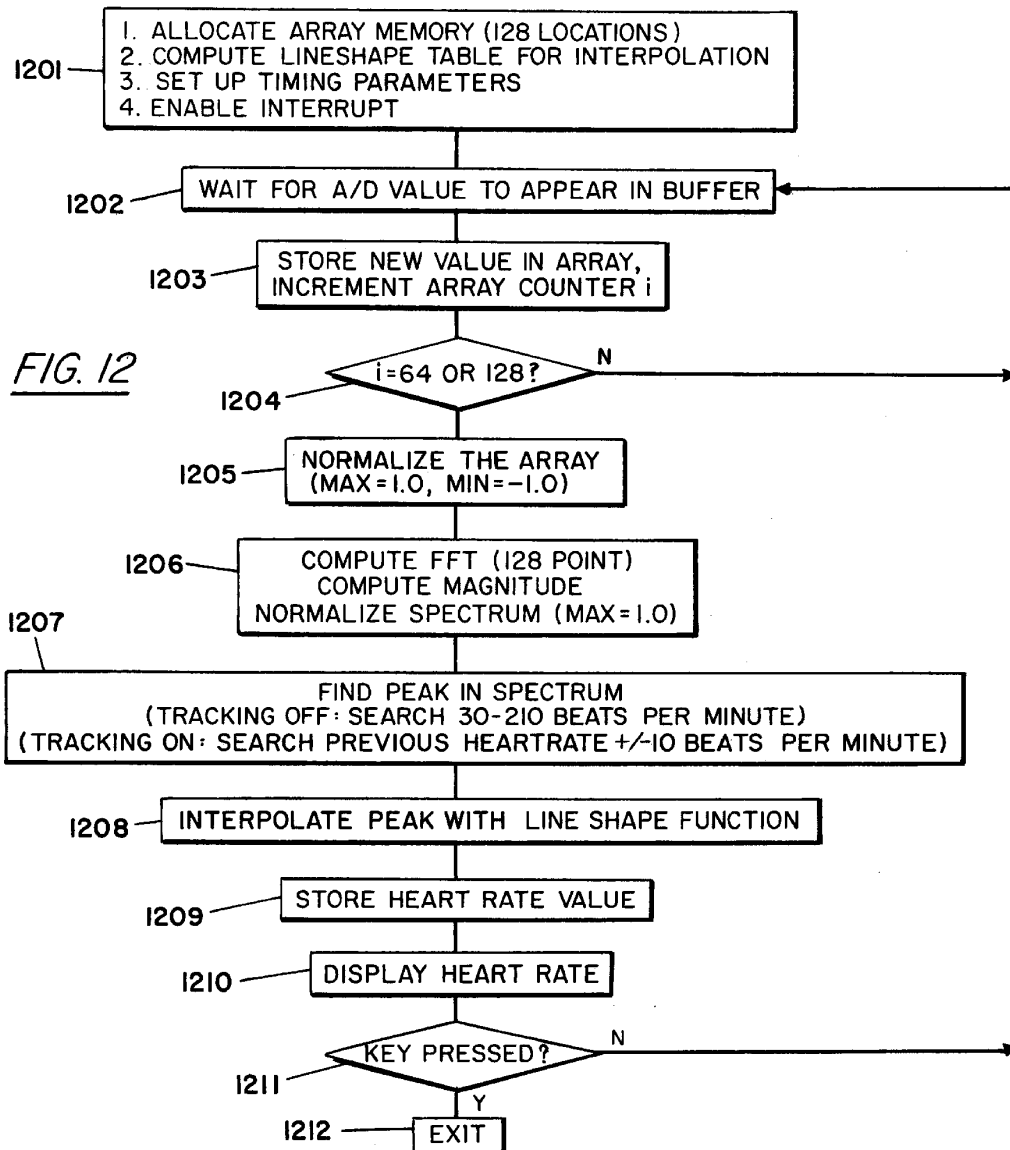 1. ALLOCATE ARRAY MEMORY (128 LOCATIONS)
2. COMPUTE LINESHAPE TABLE FOR INTERPOLATION
3. SET UP TIMING PARAMETERS
4. ENABLE INTERRUPT
1201
WAIT FOR A/D VALUE TO APPEAR IN BUFFER
1202
STORE NEW VALUE IN ARRAY,
INCREMENT ARRAY COUNTER i
1203
FIG. 12
i=64 OR 128?
N
1204
NORMALIZE THE ARRAY
(MAX=1.0, MIN=-1.0)
1205
COMPUTE FFT (128 POINT)
COMPUTE MAGNITUDE
NORMALIZE SPECTRUM (MAX=1.0)
1206
1207
FIND PEAK IN SPECTRUM
(TRACKING OFF: SEARCH 30-210 BEATS PER MINUTE)
(TRACKING ON: SEARCH PREVIOUS HEARTRATE +/-10 BEATS PER MINUTE)
INTERPOLATE PEAK WITH LINE SHAPE FUNCTION
1208
STORE HEART RATE VALUE
1209
DISPLAY HEART RATE
1210
KEY PRESSED?
N
1211
Y
EXIT
1212